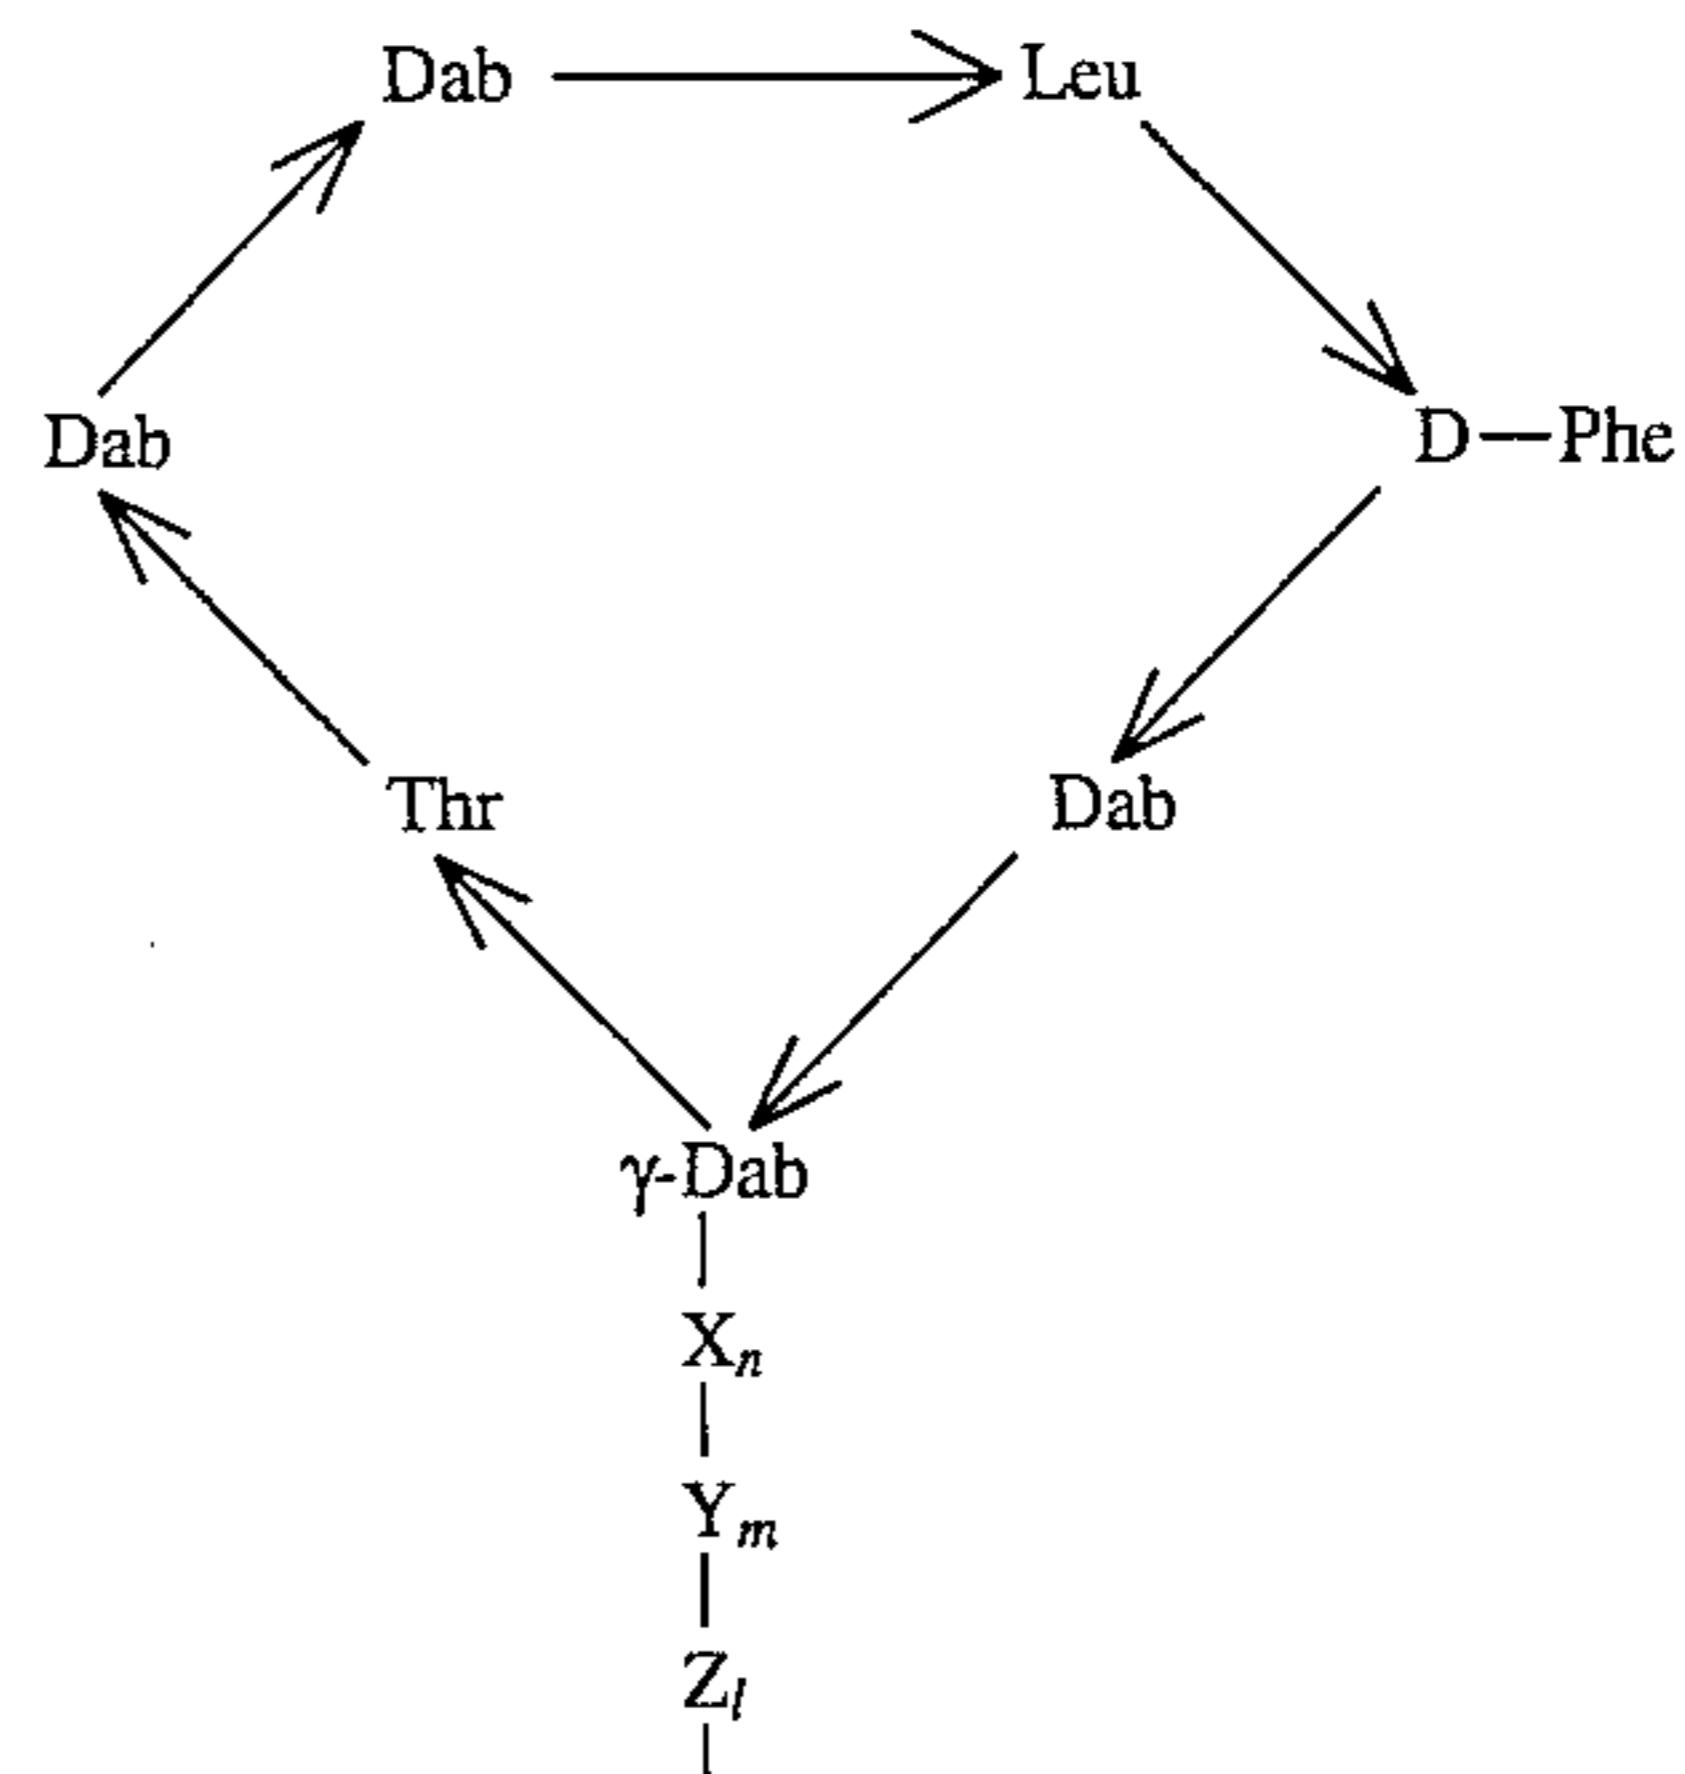 Dab Leu
Dab D—Phe
Thr Dab
γ-Dab
Xn
Ym
Zl